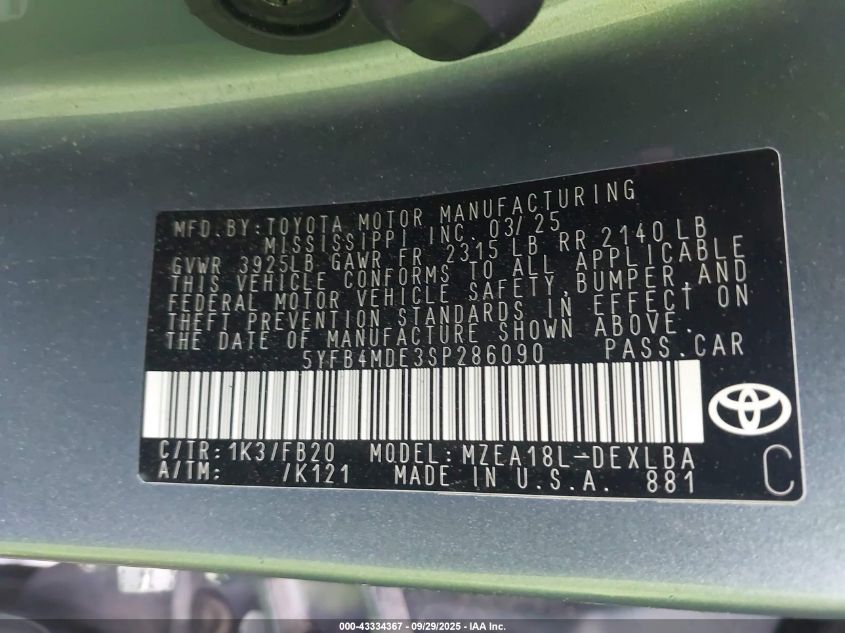 MFD. BY: TOYOTA MOTOR MANUFACTURING
MISSISSIPPI INC. 03/25
GVWR 3925LB GAWR FR 2315 LB RR 2140 LB
THIS VEHICLE CONFORMS TO ALL APPLICABLE
FEDERAL MOTOR VEHICLE SAFETY, BUMPER, AND
THEFT PREVENTION STANDARDS IN EFFECT ON
THE DATE OF MANUFACTURE SHOWN ABOVE.
5YFB4MDE3SP286090 PASS. CAR
C/TR: 1K3/FB20 MODEL: MZEA18L-DEXLBA
A/TM: /K121 MADE IN U.S.A. 881
C
000-43334367 - 09/29/2025 - IAA Inc.